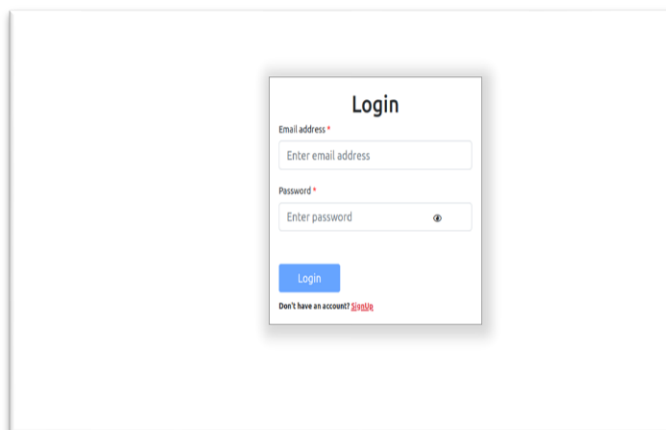 Login
Email address *
Enter email address
Password *
Enter password
Login
Don't have an account? SignUp